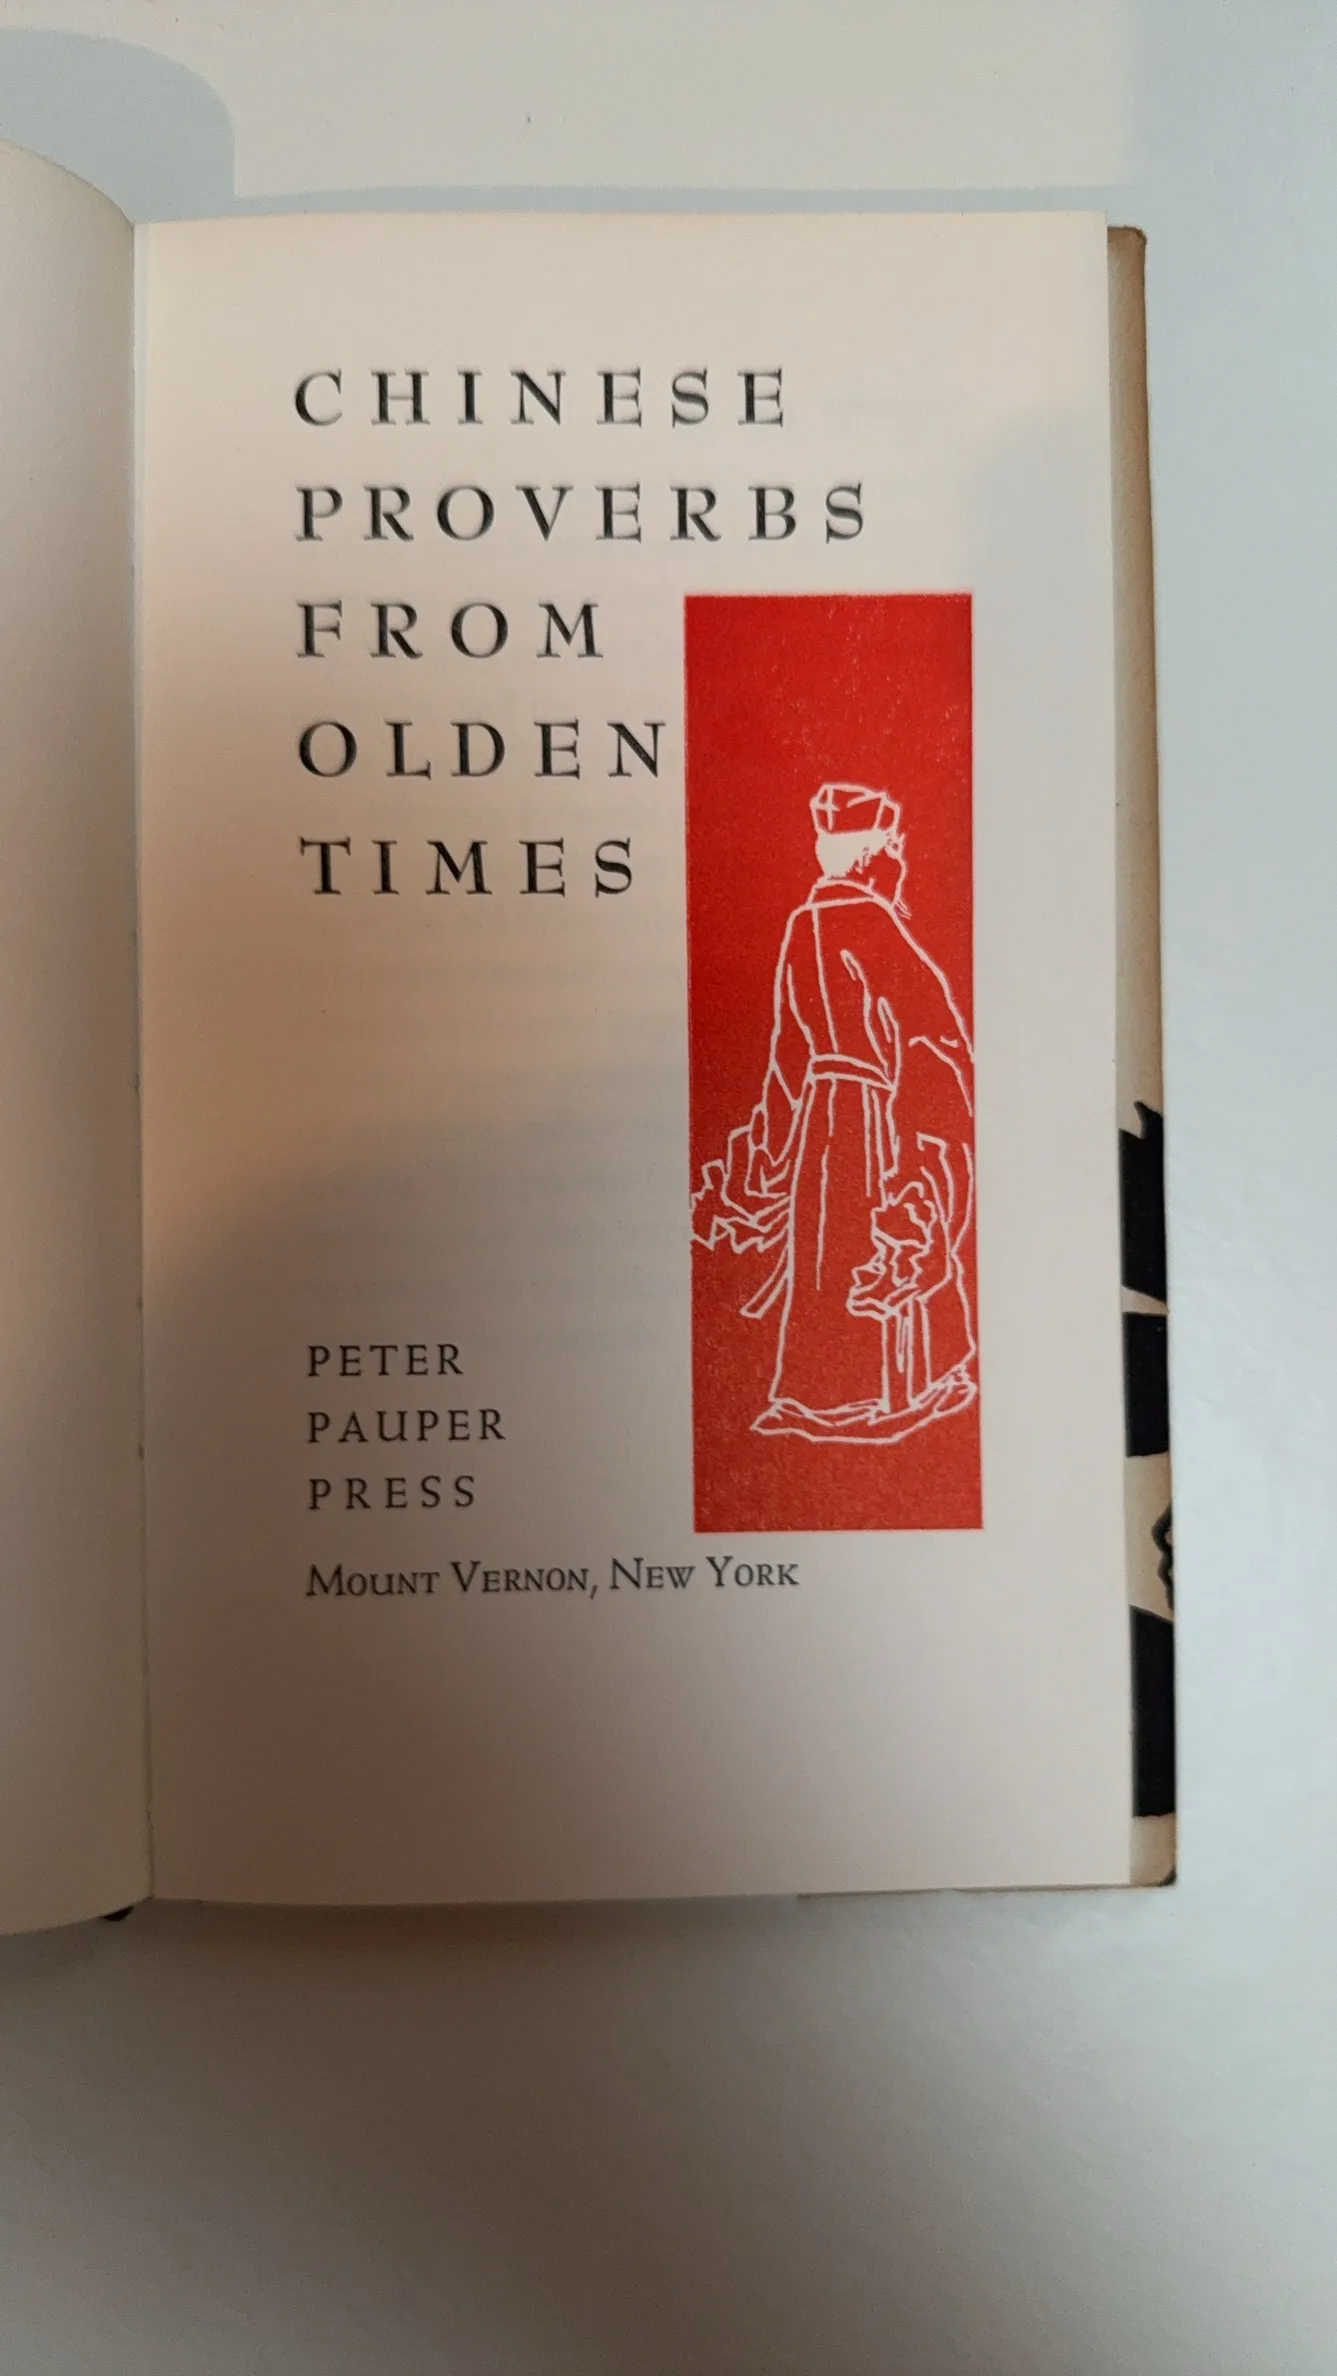 CHINESE
PROVERBS
FROM
OLDEN
TIMES
PETER
PAUPER
PRESS
MOUNT VERNON, NEW YORK